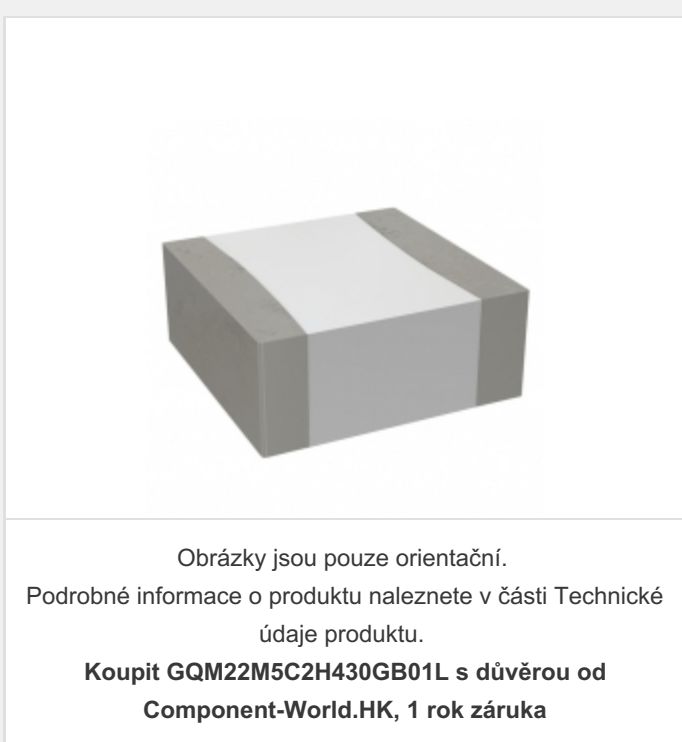 Obrázky jsou pouze orientační.
Podrobné informace o produktu naleznete v části Technické
údaje produktu.
Koupit GQM22M5C2H430GB01L s důvěrou od
Component-World.HK, 1 rok záruka